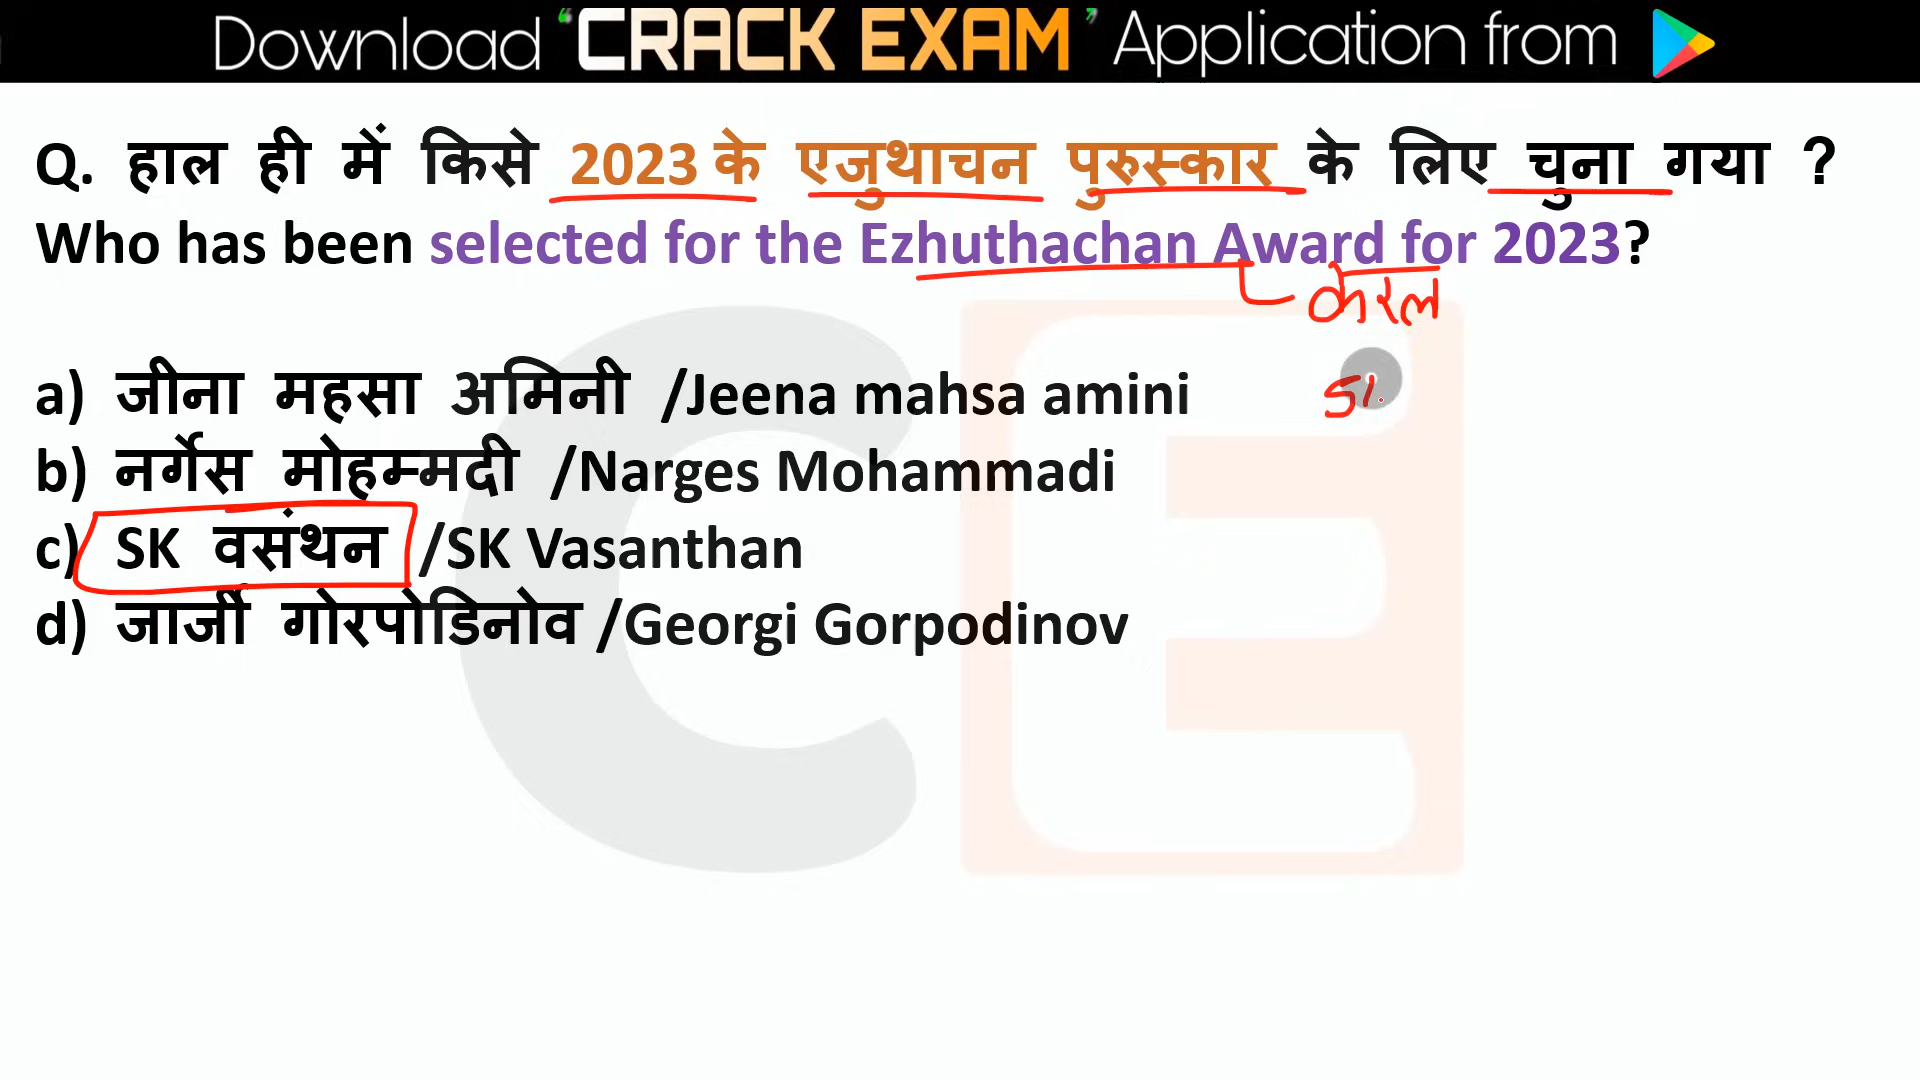 Download ‘CRACK EXAM’ Application from
Q. हाल ही में किसे 2023 के एजुथाचन पुरुस्कार के लिए चुना गया ?
Who has been selected for the Ezhuthachan Award for 2023?
केरल
a) जीना महसा अमिनी /Jeena mahsa amini
b) नर्गेस मोहम्मदी /Narges Mohammadi
c) SK वसंथन /SK Vasanthan
d) जार्जी गोरपोडिनोव /Georgi Gorpodinov
CE